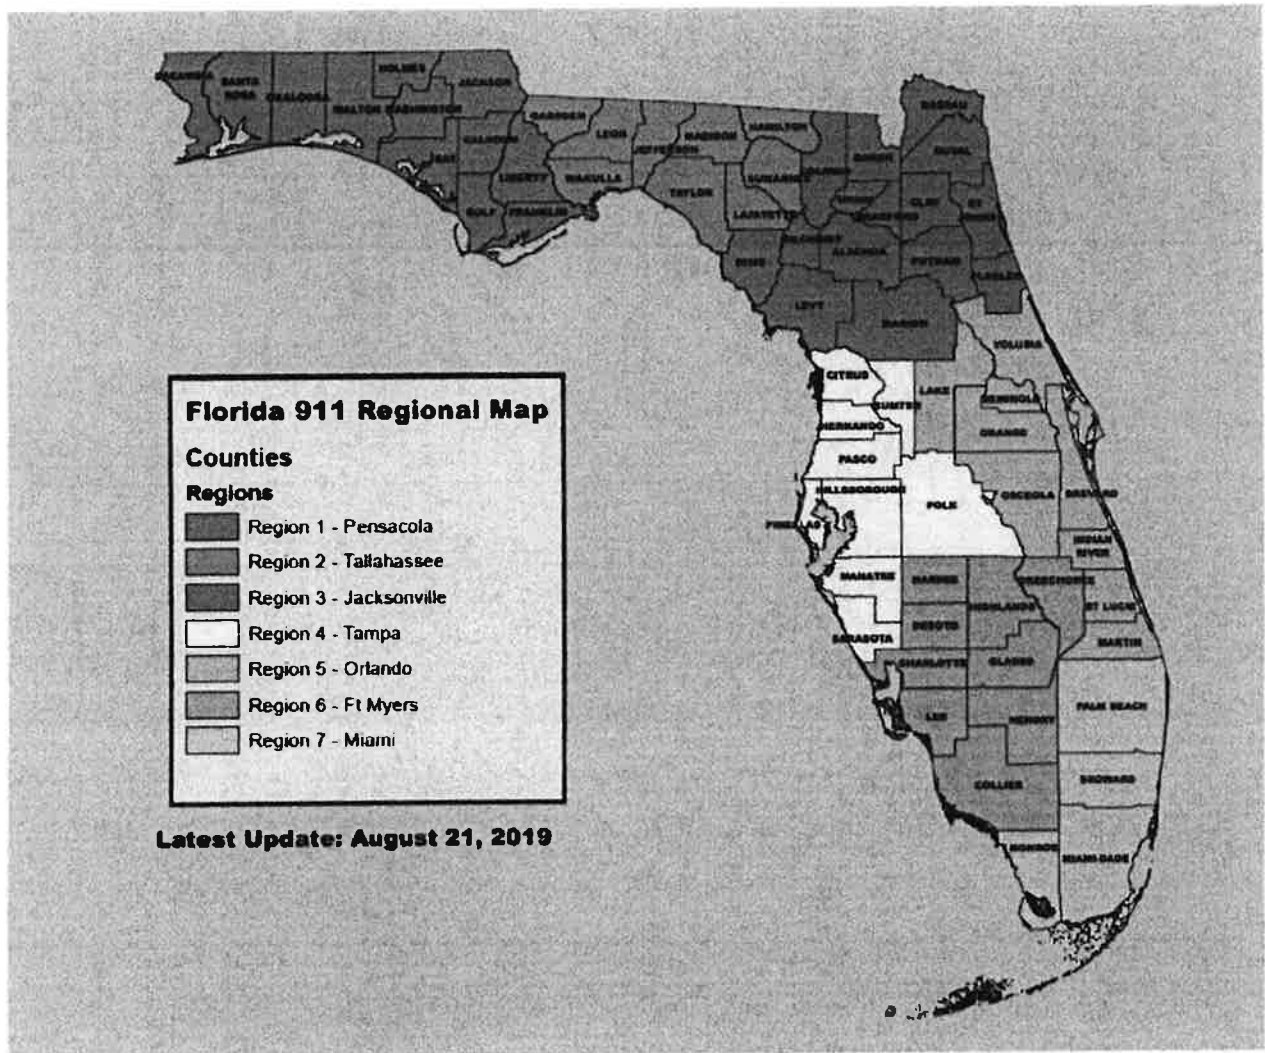 ESCAMBIA
SANTA
ROSA
OKALOOSA
WALTON
HOLMES
WASHINGTON
JACKSON
BAY
CALHOUN
GULF
LIBERTY
FRANKLIN
GADSDEN
LEON
WAKULLA
JEFFERSON
MADISON
TAYLOR
HAMILTON
SUWANNEE
LAFAYETTE
DIXIE
COLUMBIA
BAKER
UNION
BRADFORD
GILCHRIST
ALACHUA
LEVY
MARION
NASSAU
DUVAL
CLAY
ST
PUTNAM
FLAGLER
VOLUSIA
CITRUS
SUMTER
LAKE
SEMINOLE
HERNANDO
ORANGE
PASCO
HILLSBOROUGH
PINELLAS
POLK
OSCEOLA
BREVARD
INDIAN
RIVER
MANATEE
HARDEE
HIGHLANDS
OKEECHOBEE
ST LUCIE
SARASOTA
DESOTO
MARTIN
CHARLOTTE
GLADES
LEE
HENDRY
PALM BEACH
COLLIER
BROWARD
MONROE
MIAMI-DADE
Florida 911 Regional Map
Counties
Regions
Region 1 - Pensacola
Region 2 - Tallahassee
Region 3 - Jacksonville
Region 4 - Tampa
Region 5 - Orlando
Region 6 - Ft Myers
Region 7 - Miami
Latest Update: August 21, 2019